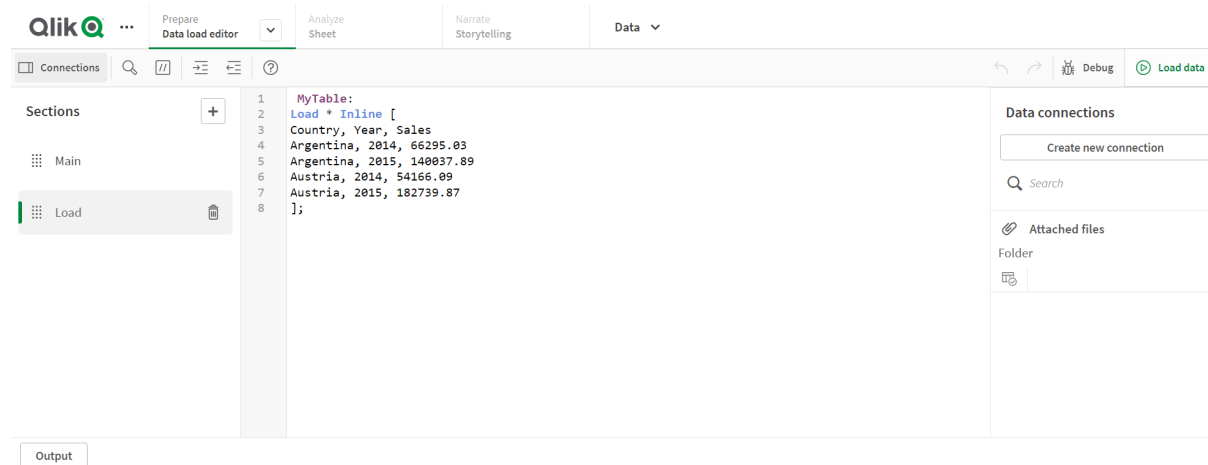 Qlik
Prepare
Data load editor
Analyze
Sheet
Narrate
Storytelling
Data
Connections
Debug
Load data
Sections
Main
Load
1 MyTable:
2 Load * Inline [
3 Country, Year, Sales
4 Argentina, 2014, 66295.03
5 Argentina, 2015, 140037.89
6 Austria, 2014, 54166.09
7 Austria, 2015, 182739.87
8 ];
Data connections
Create new connection
Search
Attached files
Folder
Output